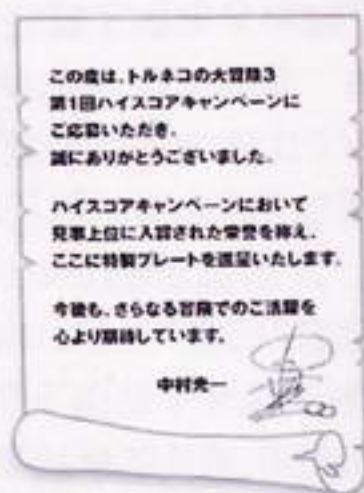 この度は、トルネコの大冒険3
第1回ハイスコアキャンペーンに
ご応募いただき、
誠にありがとうございました。
ハイスコアキャンペーンにおいて
見事上位に入賞された栄誉を称え、
ここに特製プレートを進呈いたします。
今後も、さらなる冒険でのご活躍を
心より期待しています。
中村光一